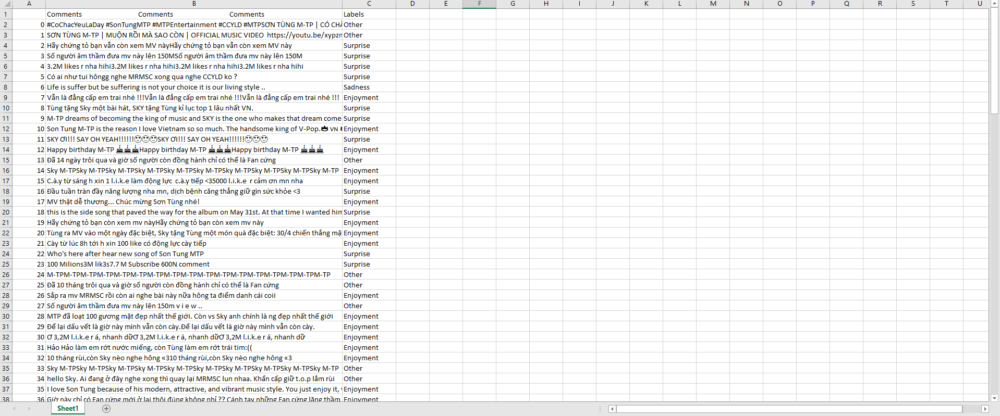 A B C D E F G H I J K L M N O P Q R S T U
1 Comments Comments Comments Labels
2 0 #CoChacYeuLaDay #SonTungMTP #MTPEntertainment #CCYLD #MTPSƠN TÙNG M-TP | CÓ CHẮ Other
3 1 SƠN TÙNG M-TP | MUỘN RỒI MÀ SAO CÒN | OFFICIAL MUSIC VIDEO https://youtu.be/xypzn Other
4 2 Hãy chứng tỏ bạn vẫn còn xem MV nàyHãy chứng tỏ bạn vẫn còn xem MV này Surprise
5 3 Số người âm thầm đưa mv này lên 150MSố người âm thầm đưa mv này lên 150M Surprise
6 4 3.2M likes r nha hihi3.2M likes r nha hihi3.2M likes r nha hihi3.2M likes r nha hihi Surprise
7 5 Có ai như tui hôngg nghe MRMSC xong qua nghe CCYLD ko ? Surprise
8 6 Life is suffer but be suffering is not your choice it is our living style .. Sadness
9 7 Vẫn là đẳng cấp em trai nhé !!!Vẫn là đẳng cấp em trai nhé !!!Vẫn là đẳng cấp em trai nhé !!! Enjoyment
10 8 Tùng tặng Sky một bài hát, SKY tặng Tùng kỉ lục top 1 lâu nhất VN. Surprise
11 9 M-TP dreams of becoming the king of music and SKY is the one who makes that dream come Surprise
12 10 Son Tung M-TP is the reason I love Vietnam so so much. The handsome king of V-Pop. VN Enjoyment
13 11 SKY ƠI!!! SAY OH YEAH!!!!!!🙄🙄🙄SKY ƠI!!! SAY OH YEAH!!!!!!🙄🙄🙄 Surprise
14 12 Happy birthday M-TP 🎂🎂🎂Happy birthday M-TP 🎂🎂🎂Happy birthday M-TP 🎂🎂🎂 Enjoyment
15 13 Đã 14 ngày trôi qua và giờ số người còn đồng hành chỉ có thể là Fan cứng Other
16 14 Sky M-TPSky M-TPSky M-TPSky M-TPSky M-TPSky M-TPSky M-TPSky M-TPSky M-TPSky M-TP Enjoyment
17 15 C.à.y từ sáng h xin 1 l.i.k.e làm động lực c.à.y tiếp <35000 l.i.k.e r cảm ơn mn nha Enjoyment
18 16 Đầu tuần tràn đầy năng lượng nha mn, dịch bệnh căng thẳng giữ gìn sức khỏe <3 Surprise
19 17 MV thật dễ thương... Chúc mừng Sơn Tùng nhé! Enjoyment
20 18 this is the side song that paved the way for the album on May 31st. At that time I wanted him Surprise
21 19 Hãy chứng tỏ bạn còn xem mv nàyHãy chứng tỏ bạn còn xem mv này Enjoyment
22 20 Tùng ra MV vào một ngày đặc biệt, Sky tặng Tùng một món quà đặc biệt: 30/4 chiến thắng mặ Enjoyment
23 21 Cày từ lúc 8h tới h xin 100 like có động lực cày tiếp Enjoyment
24 22 Who's here after hear new song of Son Tung MTP Surprise
25 23 100 Milions3M lik3s7.7 M Subscribe 600N comment Surprise
26 24 M-TPM-TPM-TPM-TPM-TPM-TPM-TPM-TPM-TPM-TPM-TPM-TPM-TPM-TPM-TPM-TPM-TP Other
27 25 Đã 10 tháng trôi qua và giờ số người còn đồng hành chỉ có thể là Fan cứng Other
28 26 Sắp ra mv MRMSC rồi còn ai nghe bài này nữa hông ta điểm danh cái coii Enjoyment
29 27 Số người âm thầm đưa mv này lên 150m v i e w .. Other
30 28 MTP đã loạt 100 gương mặt đẹp nhất thế giới. Còn vs Sky anh chính là ng đẹp nhất thế giới Enjoyment
31 29 Để lại dấu vết là giờ này mình vẫn còn cày.Để lại dấu vết là giờ này mình vẫn còn cày. Enjoyment
32 30 Ơ 3,2M l.i.k.e r á, nhanh dữƠ 3,2M l.i.k.e r á, nhanh dữƠ 3,2M l.i.k.e r á, nhanh dữ Enjoyment
33 31 Hảo Hảo làm em rớt nước miếng, còn Tùng làm em rớt trái tim:(( Enjoyment
34 32 10 tháng rùi,còn Sky nèo nghe hông «310 tháng rùi,còn Sky nèo nghe hông «3 Enjoyment
35 33 Sky M-TPSky M-TPSky M-TPSky M-TPSky M-TPSky M-TPSky M-TPSky M-TPSky M-TPSky M-TP Other
36 34 hello Sky. Ai đang ở đây nghe xong thì quay lại MRMSC lun nhaa. Khẩn cấp giữ t.o.p lắm rùi Other
37 35 I love Son Tung because of his modern, attractive, and vibrant music style. You just enjoy it, Enjoyment
38 36 Giờ này chỉ có Fan cứng mới ở lại thôi đúng không nhỉ ?? Cánh tay những Fan cứng lặng thầm Enjoyment
Sheet1